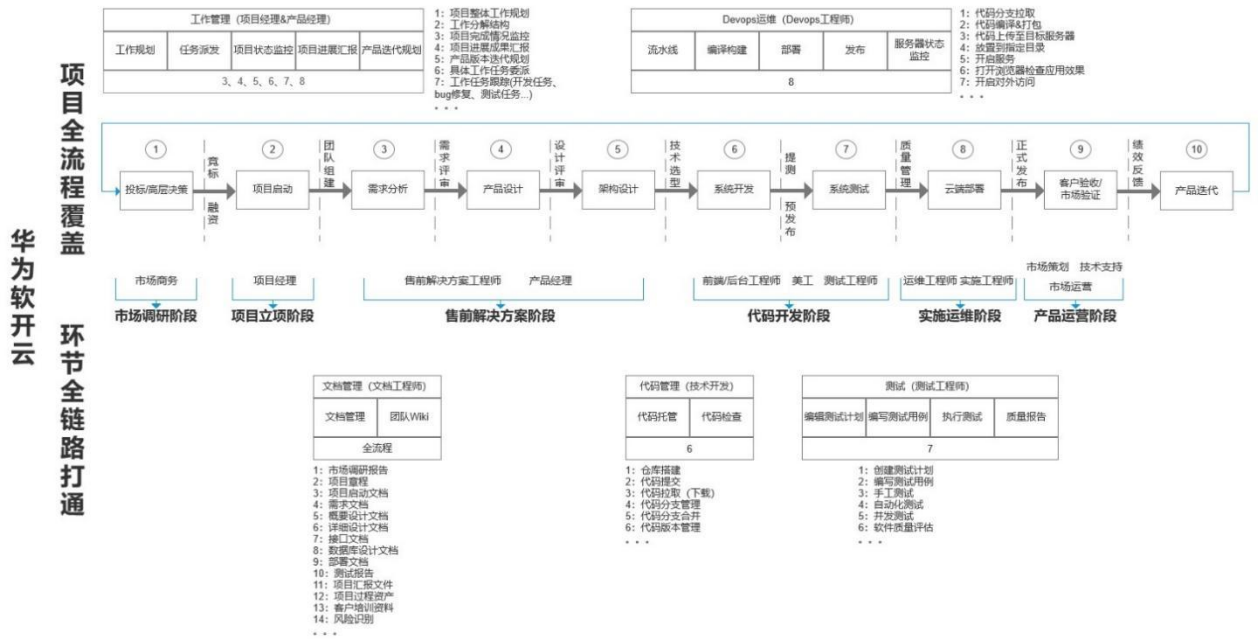 华为软开云
项目全流程覆盖
环节全链路打通
工作管理（项目经理&产品经理）
工作规划
任务派发
项目状态监控
项目进展汇报
产品迭代规划
3、4、5、6、7、8
1：项目整体工作规划
2：工作分解结构
3：项目完成情况监控
4：项目进展成果汇报
5：产品版本迭代规划
6：具体工作任务委派
7：工作任务跟踪(开发任务、
bug修复、测试任务...)
• • •
Devops运维（Devops工程师）
流水线
编译构建
部署
发布
服务器状态
监控
8
1：代码分支拉取
2：代码编译&打包
3：代码上传至目标服务器
4：放置到指定目录
5：开启服务
6：打开浏览器检查应用效果
7：开启对外访问
• • •
1
投标/高层决策
竟标
融资
2
项目启动
团队组建
3
需求分析
需求评审
4
产品设计
设计评审
5
架构设计
技术选型
6
系统开发
提测
预发布
7
系统测试
质量管理
8
云端部署
正式发布
9
客户验收/
市场验证
绩效反馈
10
产品迭代
市场商务
市场调研阶段
项目经理
项目立项阶段
售前解决方案工程师
产品经理
售前解决方案阶段
前端/后台工程师 美工 测试工程师
代码开发阶段
运维工程师 实施工程师
实施运维阶段
市场策划 技术支持
市场运营
产品运营阶段
文档管理（文档工程师）
文档管理
团队Wiki
全流程
1：市场调研报告
2：项目章程
3：项目启动文档
4：需求文档
5：概要设计文档
6：详细设计文档
7：接口文档
8：数据库设计文档
9：部署文档
10：测试报告
11：项目汇报文件
12：项目过程资产
13：客户培训资料
14：风险识别
• • •
代码管理（技术开发）
代码托管
代码检查
6
1：仓库搭建
2：代码提交
3：代码拉取（下载）
4：代码分支管理
5：代码分支合并
6：代码版本管理
• • •
测试（测试工程师）
编辑测试计划
编写测试用例
执行测试
质量报告
7
1：创建测试计划
2：编写测试用例
3：手工测试
4：自动化测试
5：并发测试
6：软件质量评估
• • •